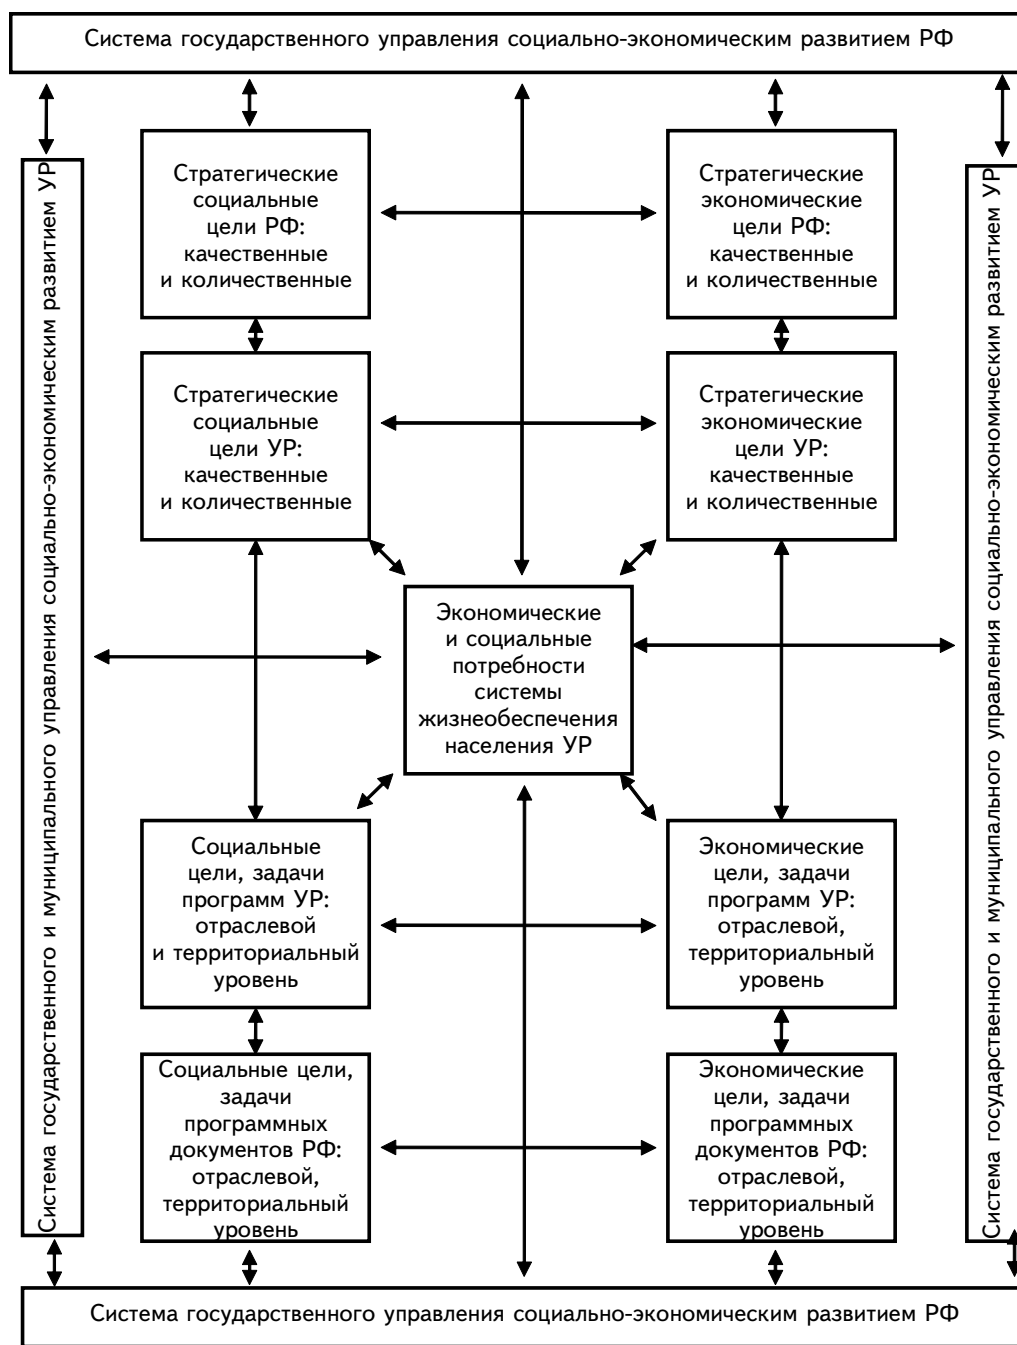 Система государственного управления социально-экономическим развитием РФ
Система государственного и муниципального управления социально-экономическим развитием УР
Стратегические
социальные
цели РФ:
качественные
и количественные
Стратегические
экономические
цели РФ:
качественные
и количественные
Стратегические
социальные
цели УР:
качественные
и количественные
Стратегические
экономические
цели УР:
качественные
и количественные
Экономические
и социальные
потребности
системы
жизнеобеспечения
населения УР
Социальные
цели, задачи
программ УР:
отраслевой
и территориальный
уровень
Экономические
цели, задачи
программ УР:
отраслевой,
территориальный
уровень
Социальные цели,
задачи
программных
документов РФ:
отраслевой,
территориальный
уровень
Экономические
цели, задачи
программных
документов РФ:
отраслевой,
территориальный
уровень
Система государственного и муниципального управления социально-экономическим развитием УР
Система государственного управления социально-экономическим развитием РФ